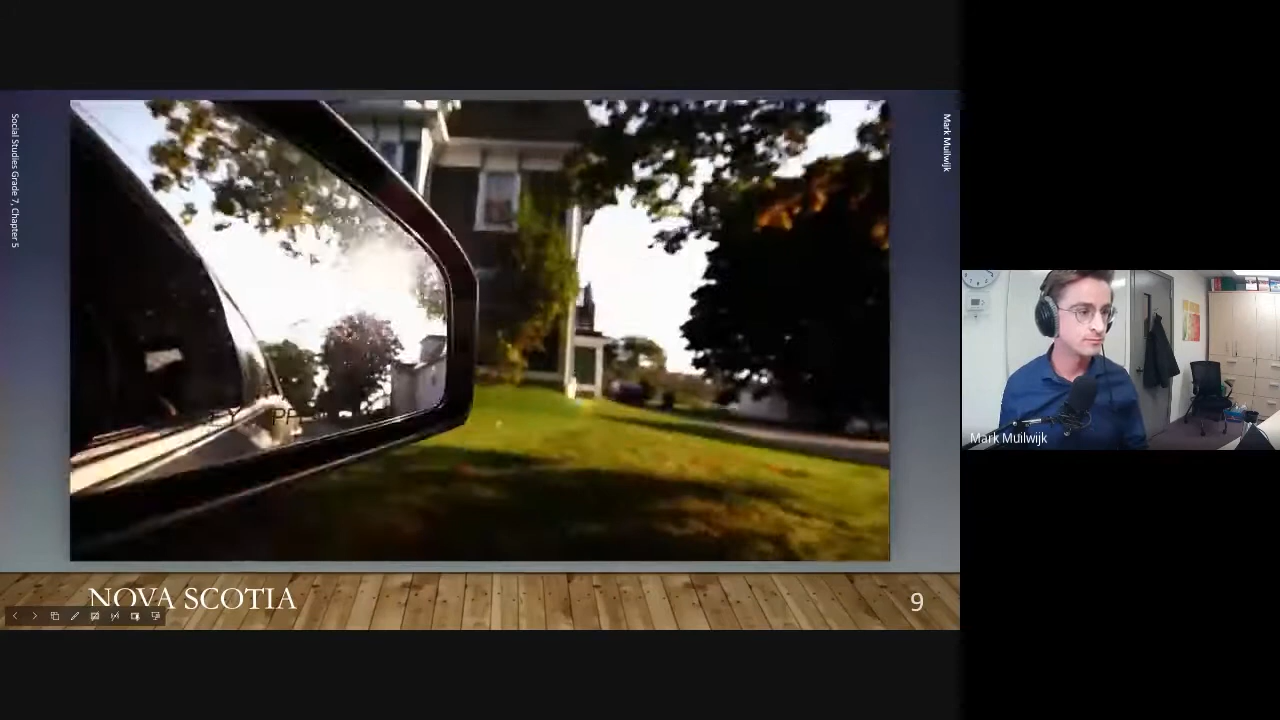 Social Studies Grade 7, Chapter 5
Mark Muilwijk
NOVA SCOTIA
9
Mark Muilwijk